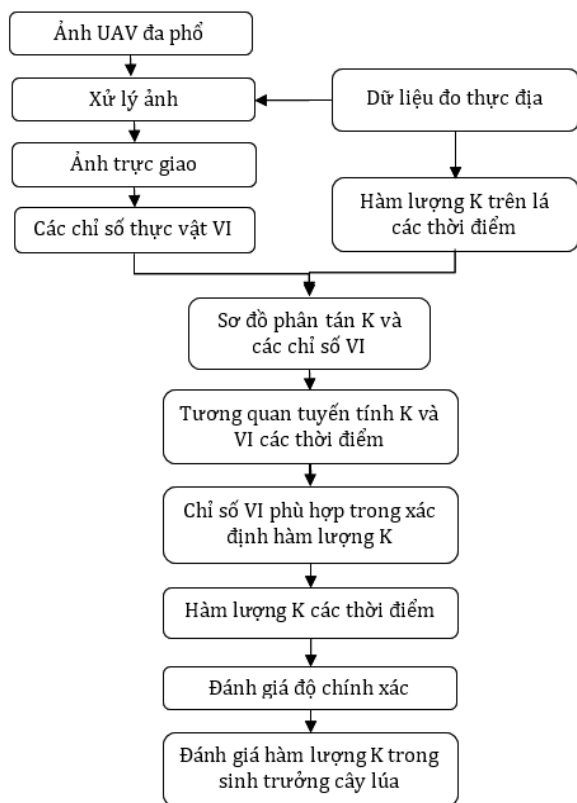 Ảnh UAV đa phổ
Xử lý ảnh
Dữ liệu đo thực địa
Ảnh trực giao
Hàm lượng K trên lá
các thời điểm
Các chỉ số thực vật VI
Sơ đồ phân tán K và
các chỉ số VI
Tương quan tuyến tính K và
VI các thời điểm
Chỉ số VI phù hợp trong xác
định hàm lượng K
Hàm lượng K các thời điểm
Đánh giá độ chính xác
Đánh giá hàm lượng K trong
sinh trưởng cây lúa